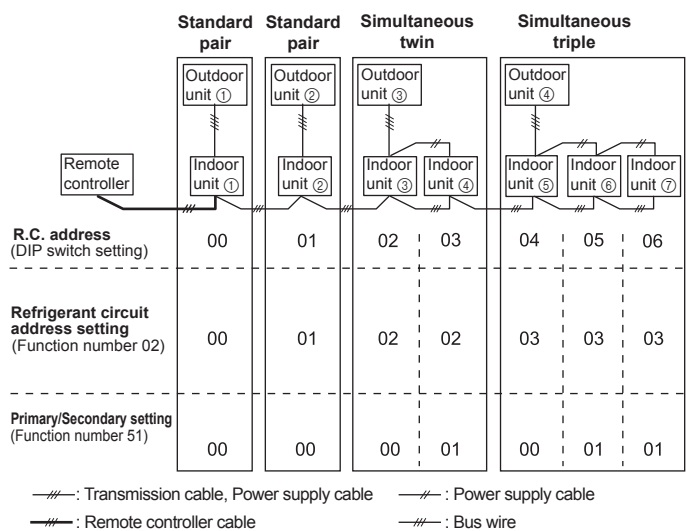 Standard pair
Standard pair
Simultaneous twin
Simultaneous triple
Outdoor unit ①
Outdoor unit ②
Outdoor unit ③
Outdoor unit ④
Remote controller
Indoor unit ①
Indoor unit ②
Indoor unit ③
Indoor unit ④
Indoor unit ⑤
Indoor unit ⑥
Indoor unit ⑦
R.C. address
(DIP switch setting)
00 01 02 03 04 05 06
Refrigerant circuit
address setting
(Function number 02)
00 01 02 02 03 03 03
Primary/Secondary setting
(Function number 51)
00 00 00 01 00 01 01
: Transmission cable, Power supply cable
: Power supply cable
: Remote controller cable
: Bus wire